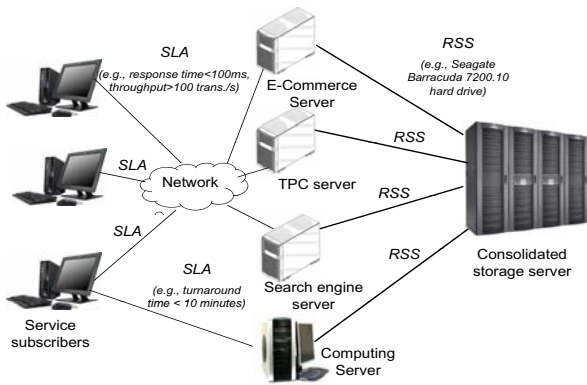 SLA
(e.g., response time<100ms,
throughput>100 trans./s)
E-Commerce
Server
RSS
(e.g., Seagate
Barracuda 7200.10
hard drive)
SLA
Network
TPC server
RSS
SLA
RSS
SLA
(e.g., turnaround
time < 10 minutes)
Search engine
server
RSS
Consolidated
storage server
Service
subscribers
Computing
Server